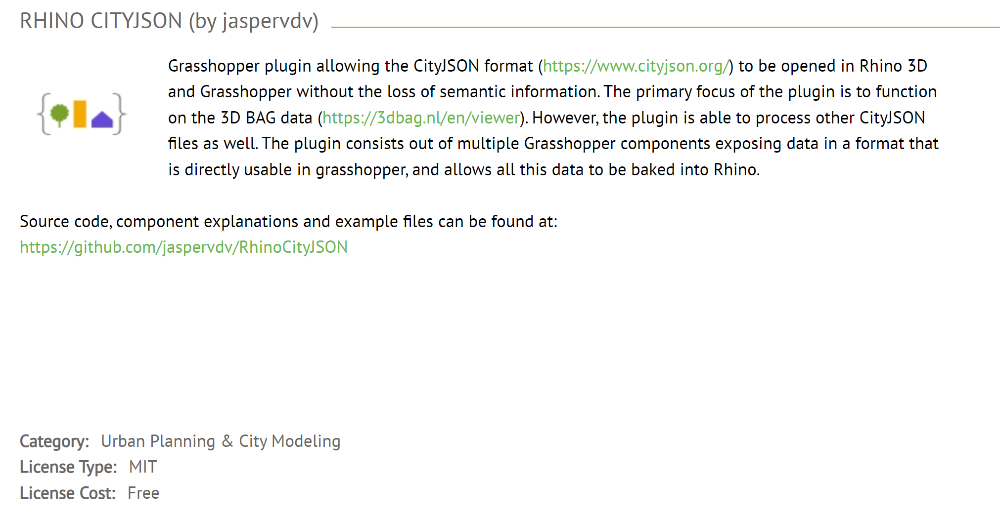 RHINO CITYJSON (by jaspervdv)
Grasshopper plugin allowing the CityJSON format (https://www.cityjson.org/) to be opened in Rhino 3D
and Grasshopper without the loss of semantic information. The primary focus of the plugin is to function
on the 3D BAG data (https://3dbag.nl/en/viewer). However, the plugin is able to process other CityJSON
files as well. The plugin consists out of multiple Grasshopper components exposing data in a format that
is directly usable in grasshopper, and allows all this data to be baked into Rhino.
Source code, component explanations and example files can be found at:
https://github.com/jaspervdv/RhinoCityJSON
Category: Urban Planning & City Modeling
License Type: MIT
License Cost: Free